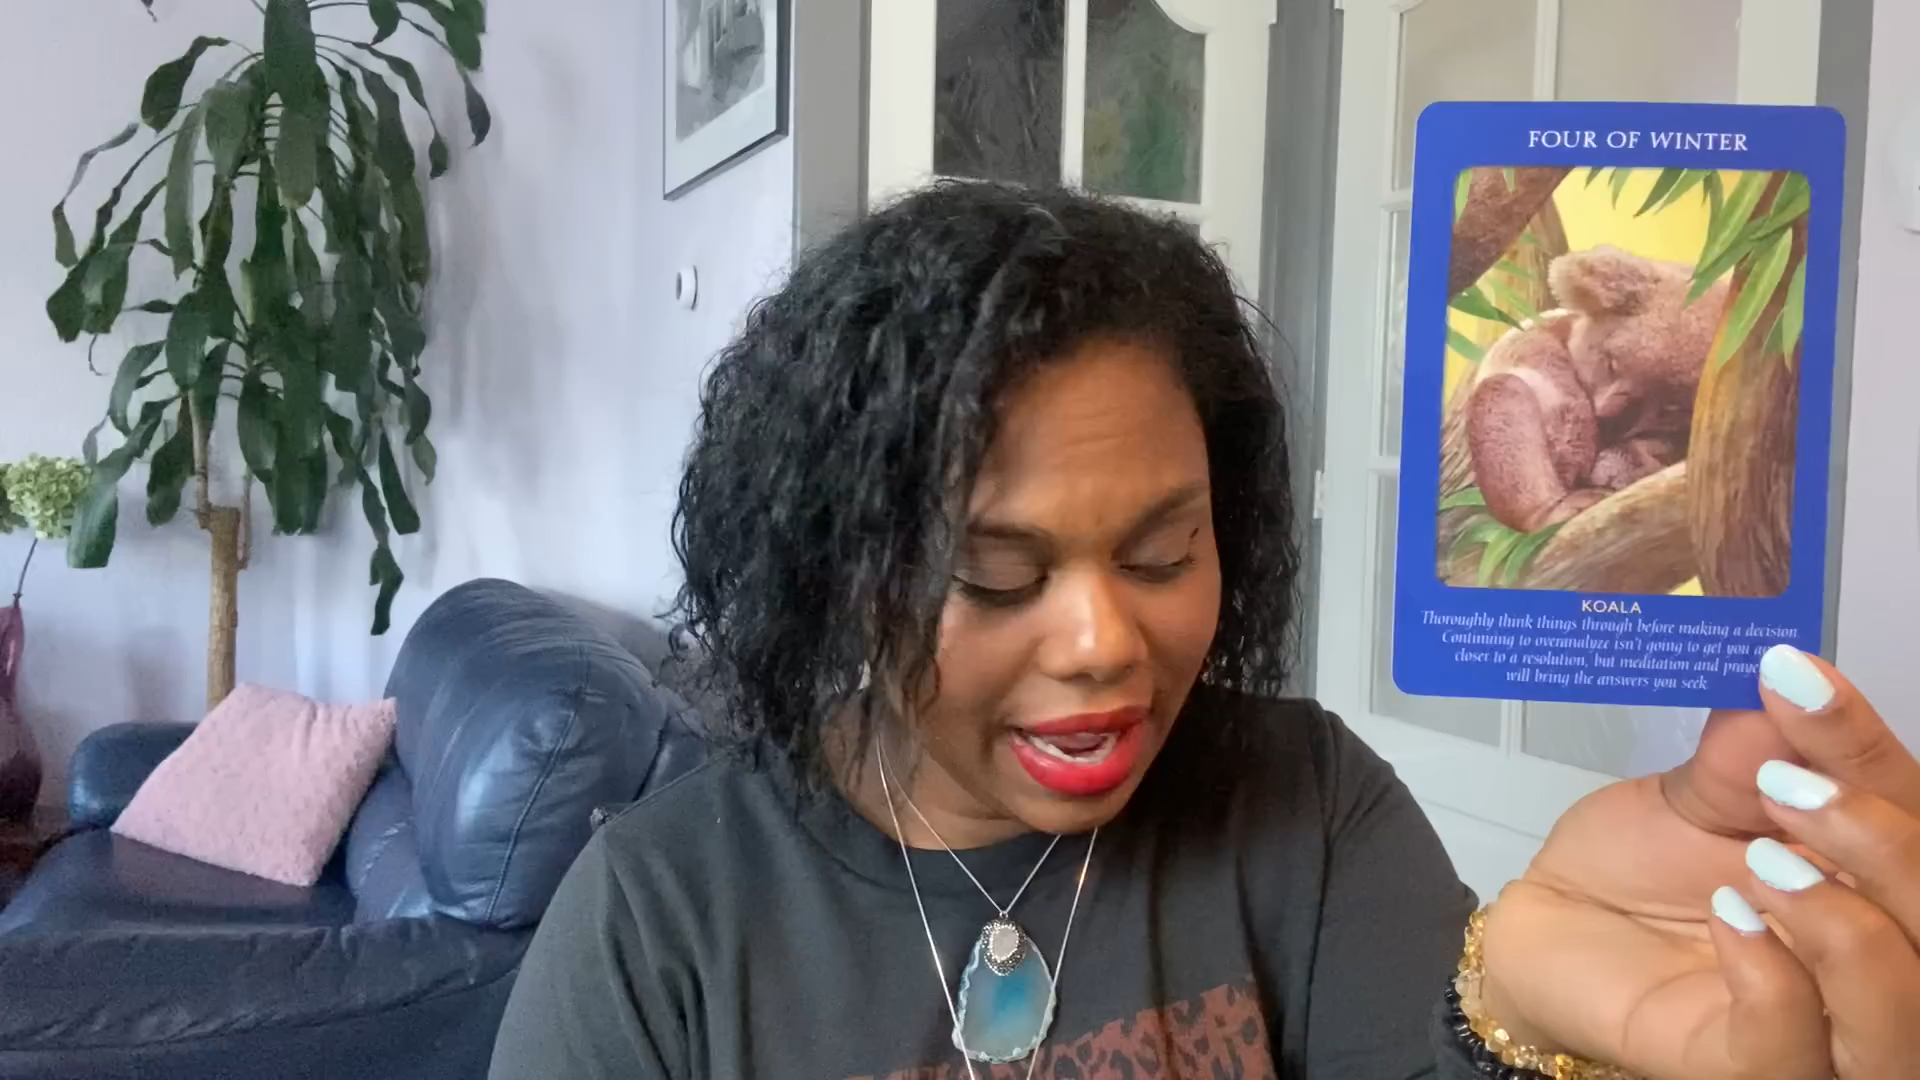 FOUR OF WINTER
KOALA
Thoroughly think things through before making a decision
Continuing to overanalyze isn't going to get you
closer to a resolution, but meditation and
will bring the answers you seek